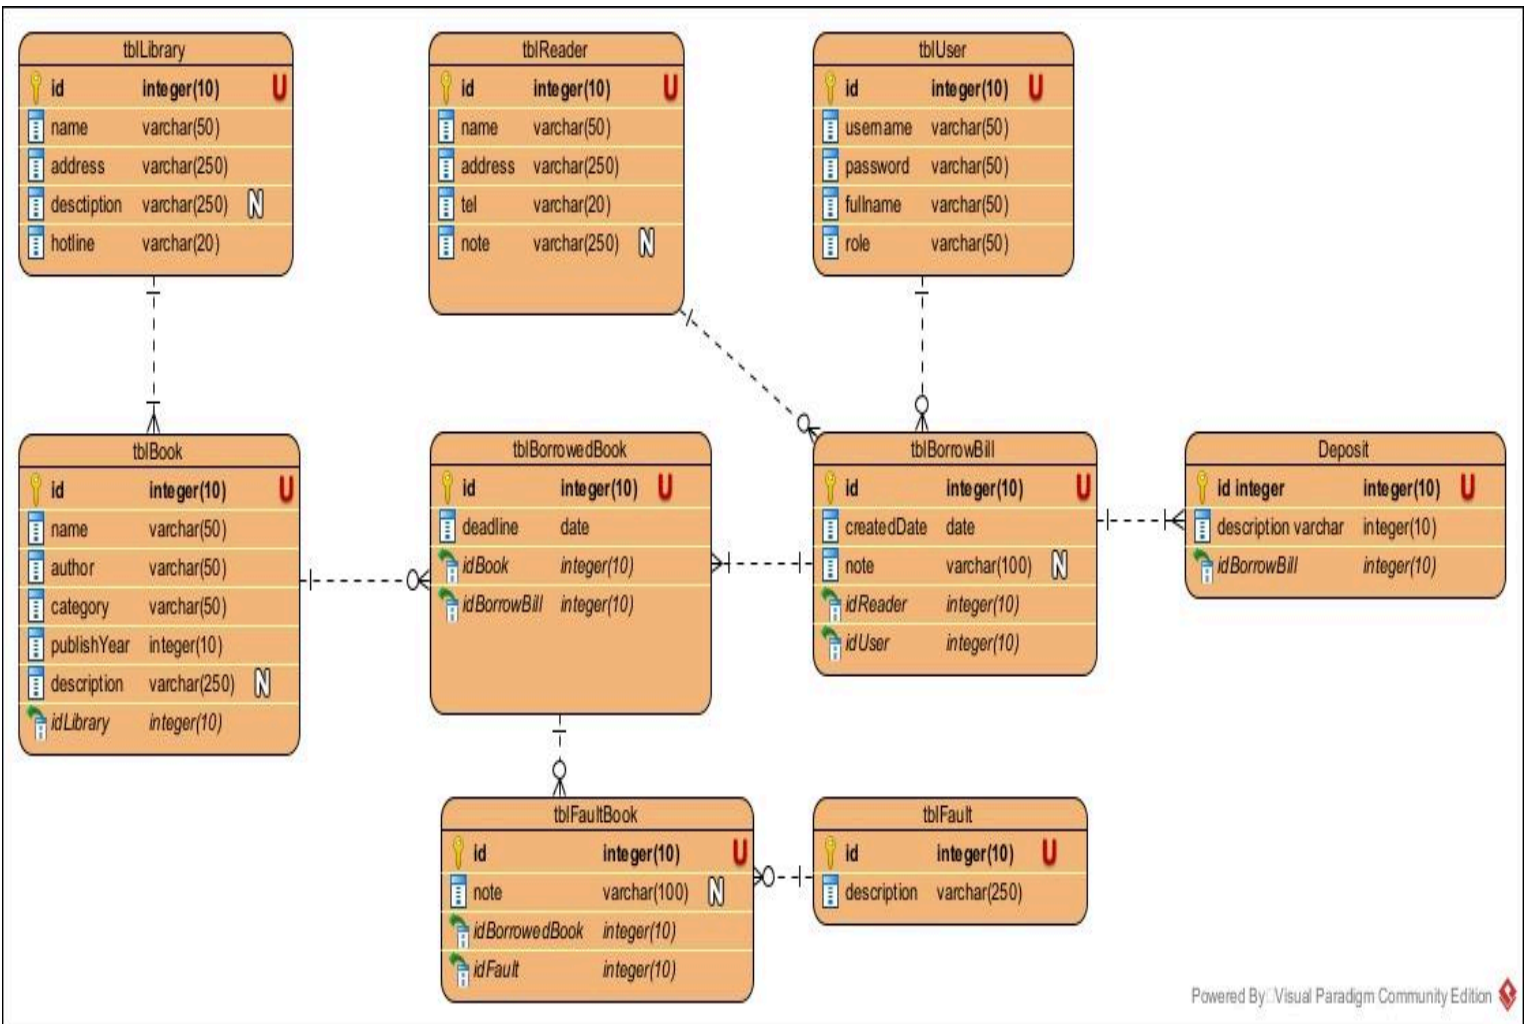 tblLibrary
id integer(10) U
name varchar(50)
address varchar(250)
desctiption varchar(250) N
hotline varchar(20)
tblReader
id integer(10) U
name varchar(50)
address varchar(250)
tel varchar(20)
note varchar(250) N
tblUser
id integer(10) U
username varchar(50)
password varchar(50)
fullname varchar(50)
role varchar(50)
tblBook
id integer(10) U
name varchar(50)
author varchar(50)
category varchar(50)
publishYear integer(10)
description varchar(250) N
idLibrary integer(10)
tblBorrowedBook
id integer(10) U
deadline date
idBook integer(10)
idBorrowBill integer(10)
tblBorrowBill
id integer(10) U
createdDate date
note varchar(100) N
idReader integer(10)
idUser integer(10)
Deposit
id integer integer(10) U
description varchar integer(10)
idBorrowBill integer(10)
tblFaultBook
id integer(10) U
note varchar(100) N
idBorrowedBook integer(10)
idFault integer(10)
tblFault
id integer(10) U
description varchar(250)
Powered By Visual Paradigm Community Edition